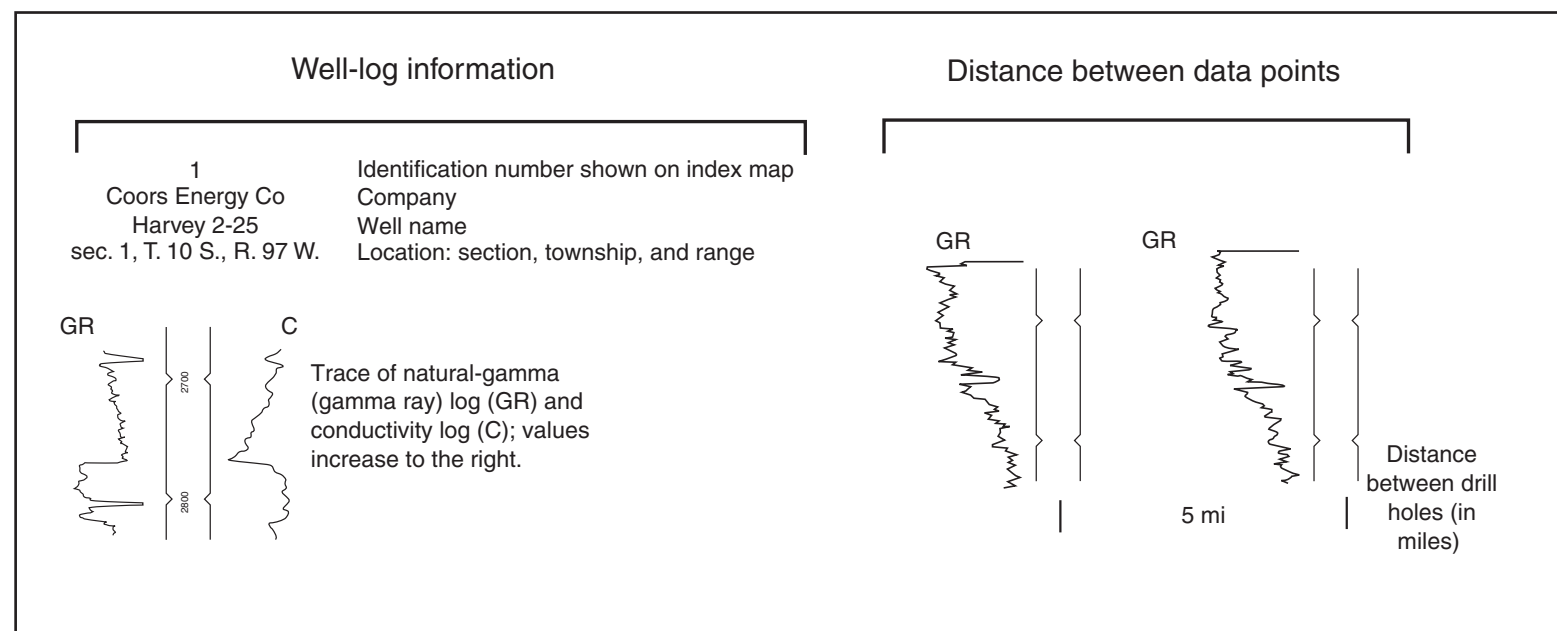 Well-log information
1
Identification number shown on index map
Coors Energy Co
Company
Harvey 2-25
Well name
sec. 1, T. 10 S., R. 97 W.
Location: section, township, and range
GR
C
2700
2800
Trace of natural-gamma
(gamma ray) log (GR) and
conductivity log (C); values
increase to the right.
Distance between data points
GR
GR
5 mi
Distance
between drill
holes (in
miles)